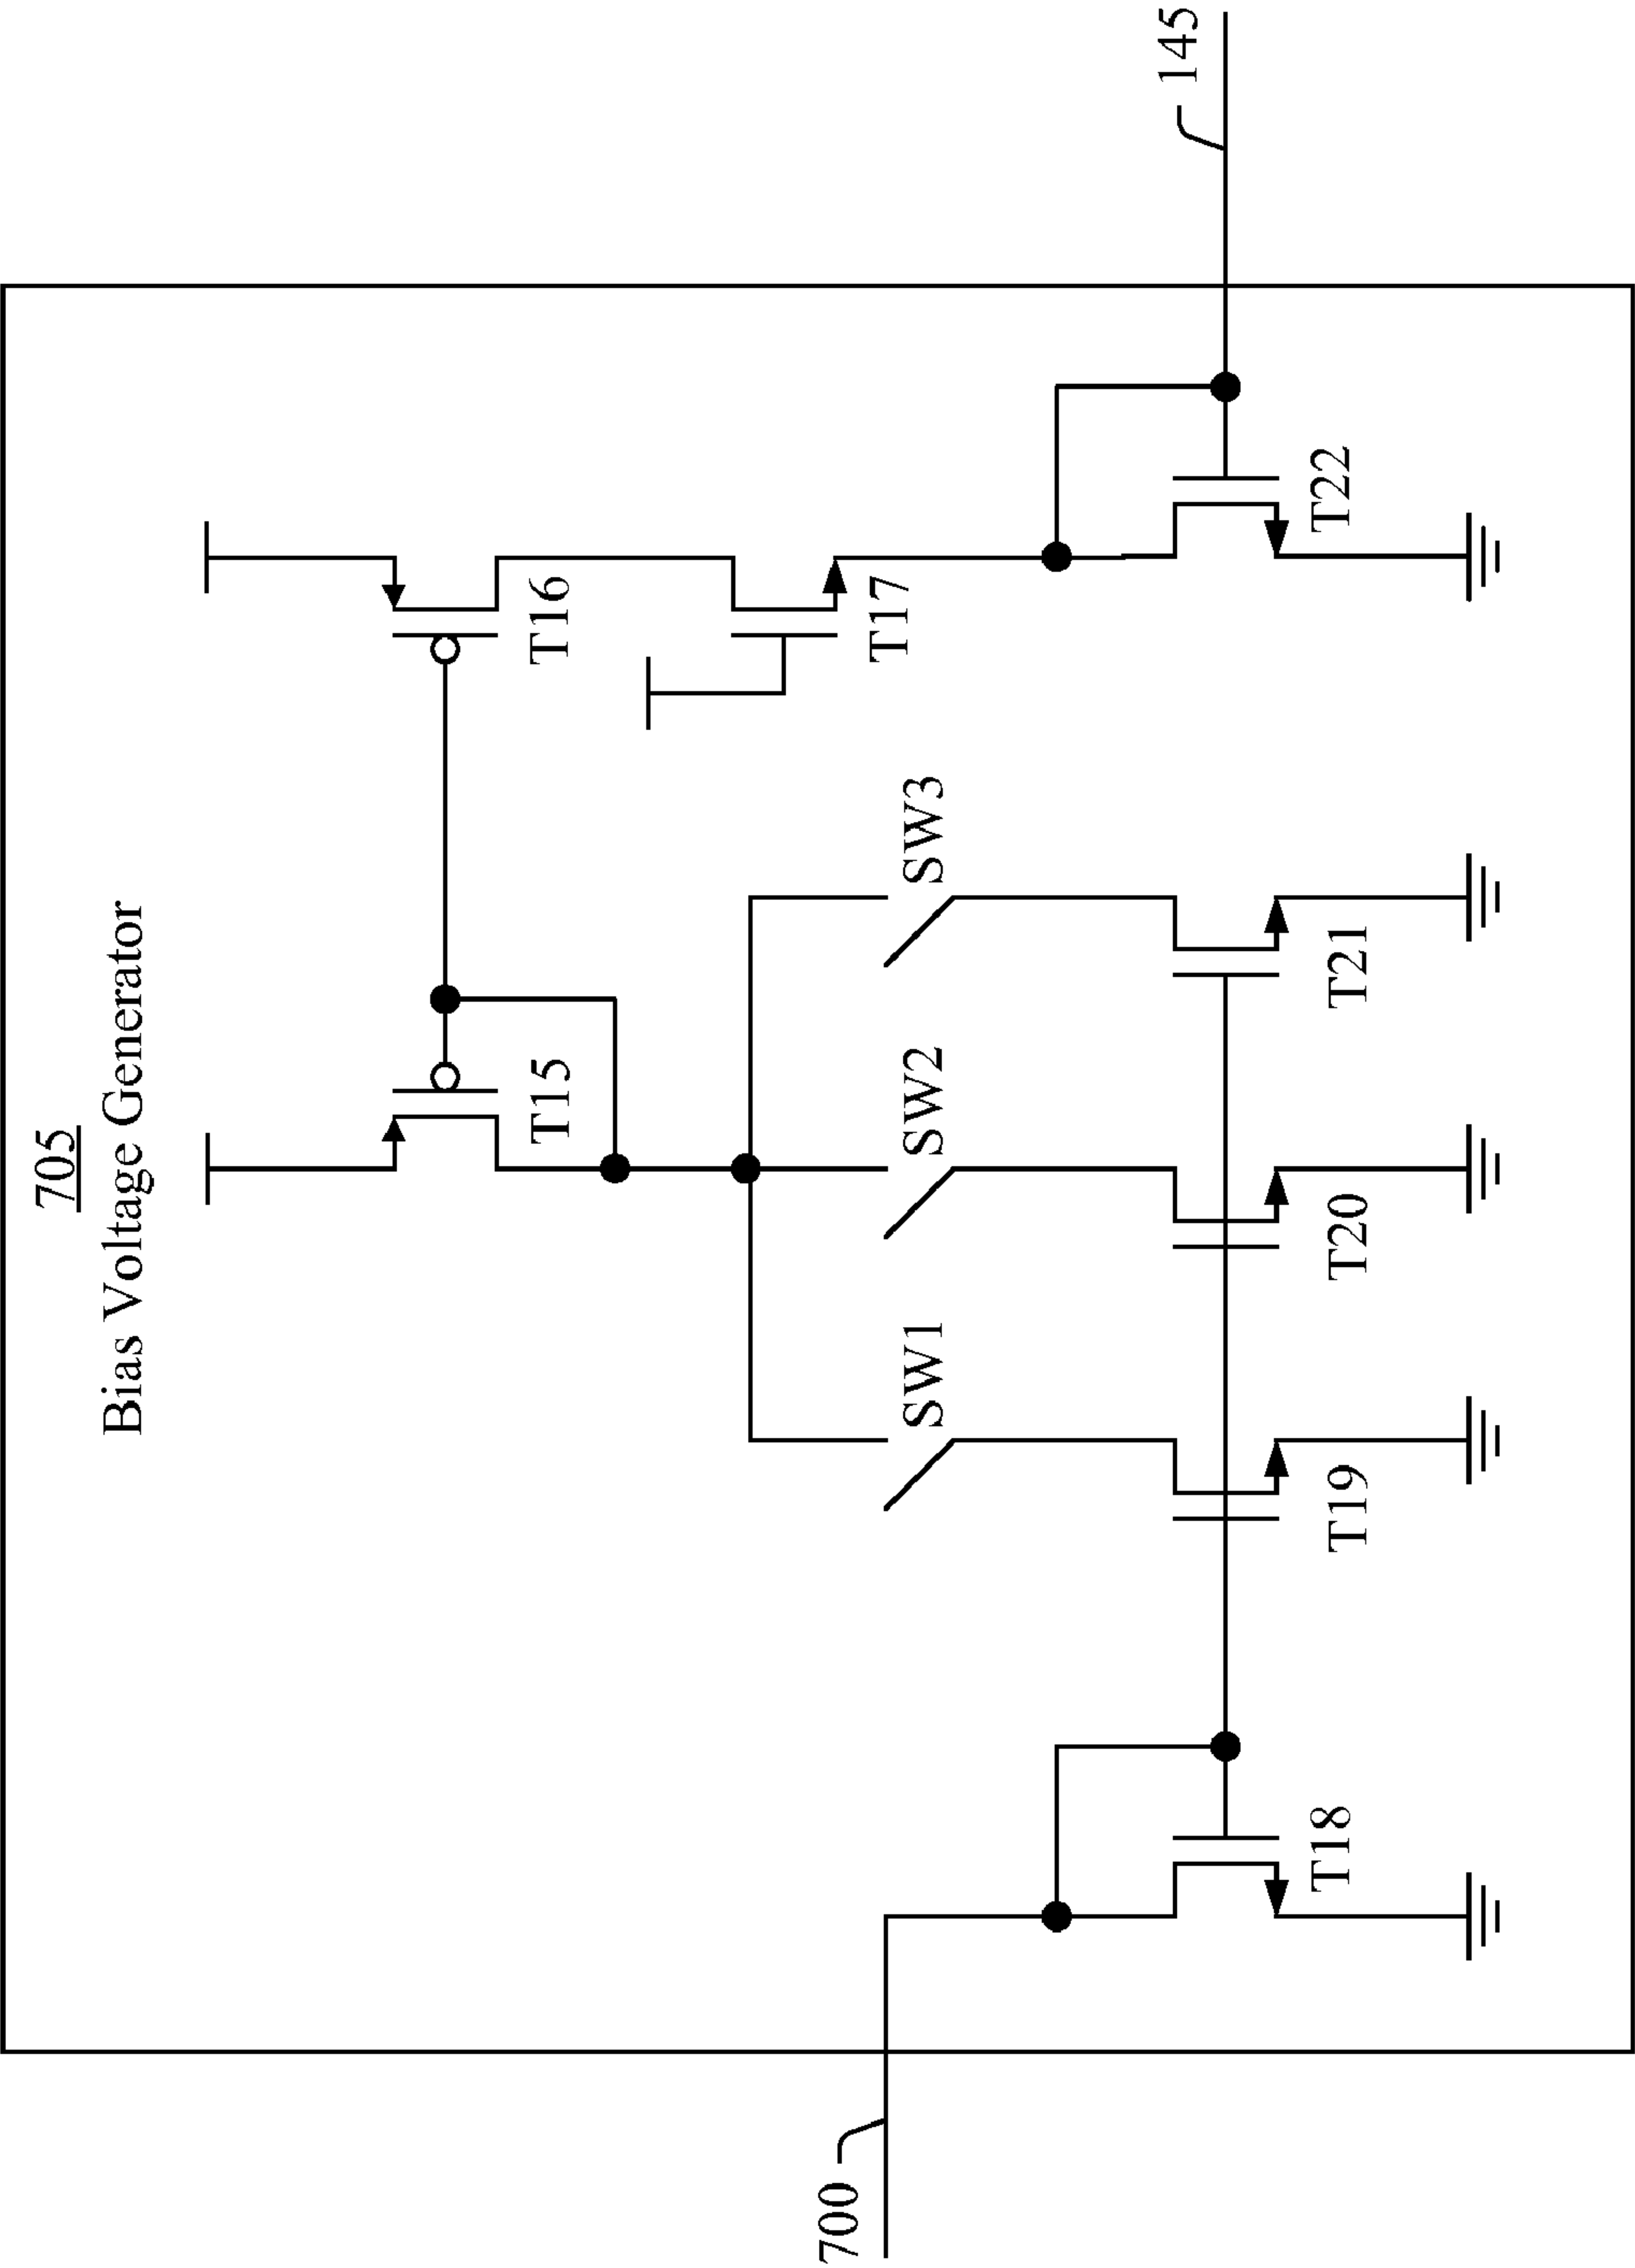 705
Bias Voltage Generator
T15
T16
T17
SW1
SW2
SW3
700
145
T18
T19
T20
T21
T22